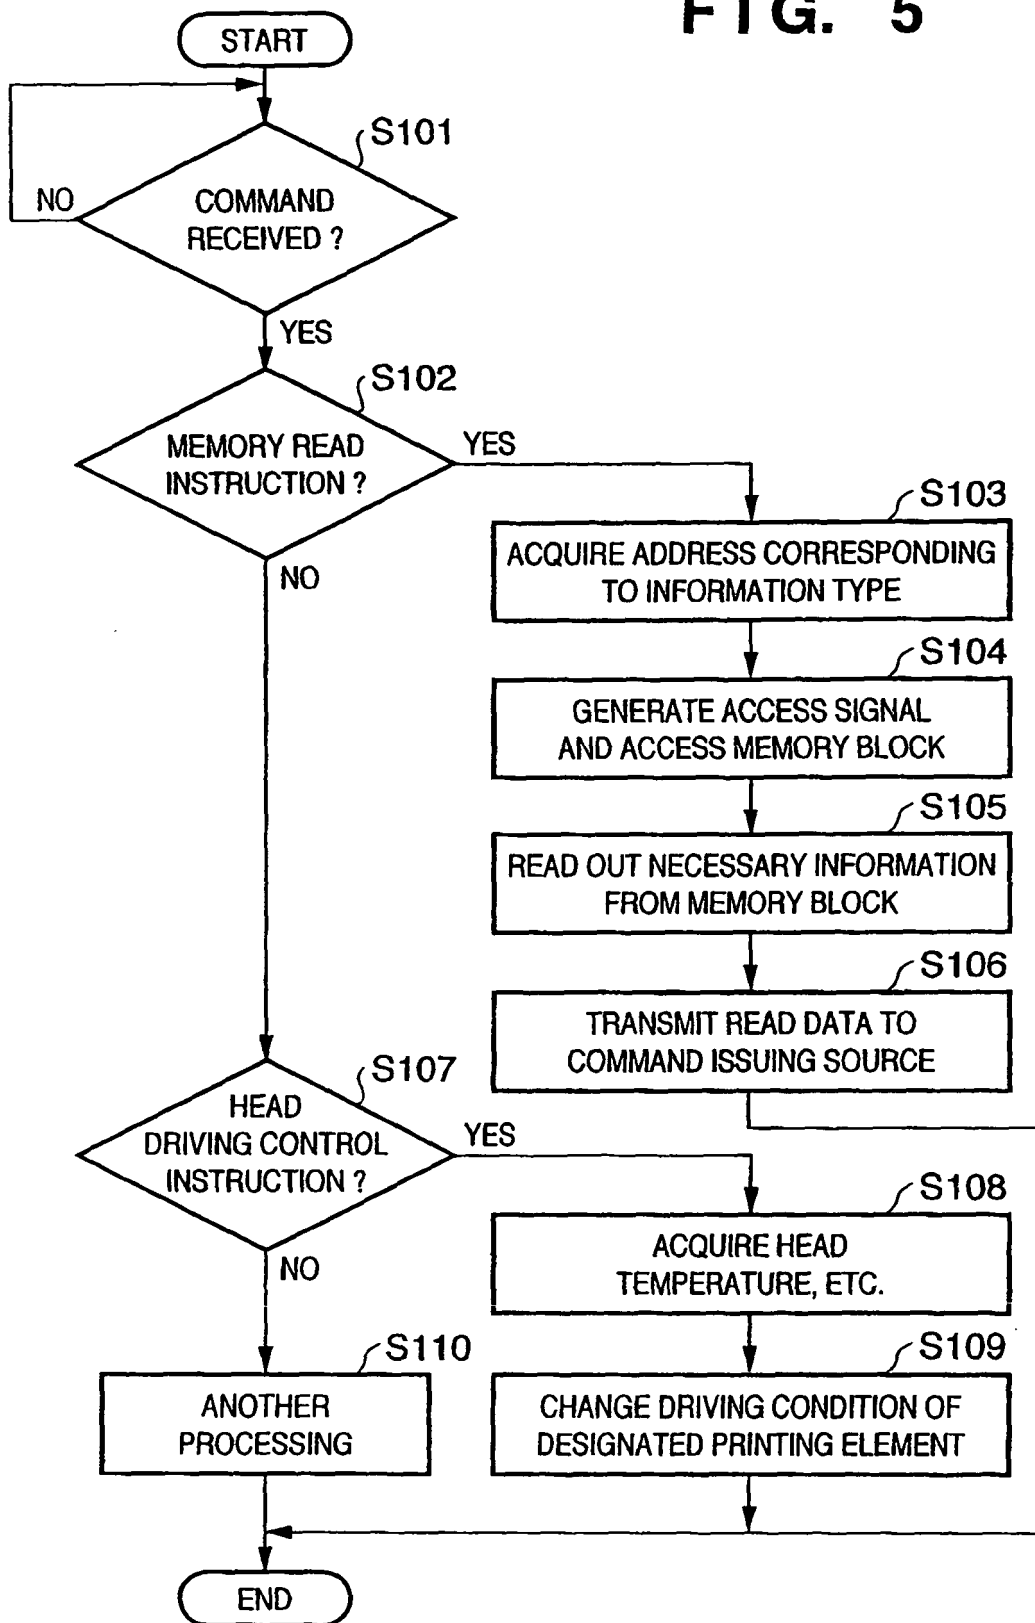 FIG. 5
START
S101
NO
COMMAND
RECEIVED ?
YES
S102
MEMORY READ
INSTRUCTION ?
YES
NO
S103
ACQUIRE ADDRESS CORRESPONDING
TO INFORMATION TYPE
S104
GENERATE ACCESS SIGNAL
AND ACCESS MEMORY BLOCK
S105
READ OUT NECESSARY INFORMATION
FROM MEMORY BLOCK
S106
TRANSMIT READ DATA TO
COMMAND ISSUING SOURCE
S107
HEAD
DRIVING CONTROL
INSTRUCTION ?
YES
NO
S108
ACQUIRE HEAD
TEMPERATURE, ETC.
S109
CHANGE DRIVING CONDITION OF
DESIGNATED PRINTING ELEMENT
S110
ANOTHER
PROCESSING
END